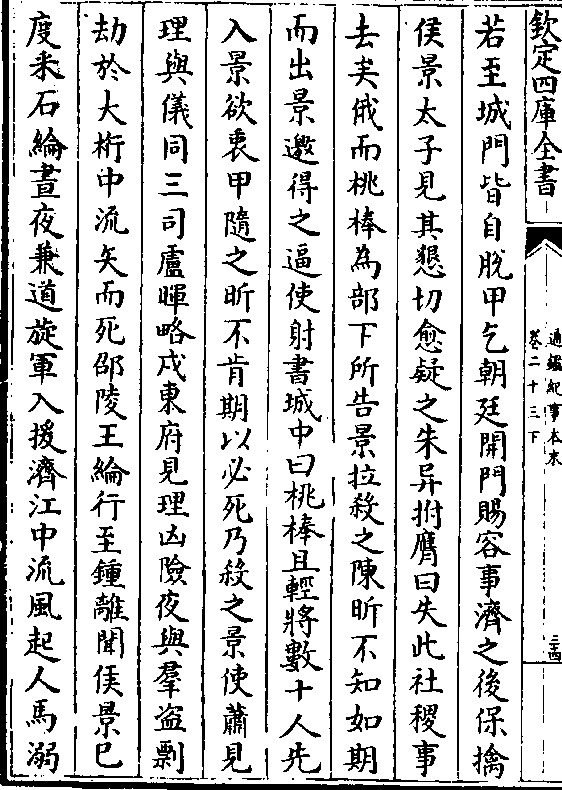 欽定四庫全書
通鑑紀事本末
卷二十三下
三十四
若至城門皆自脫甲乞朝廷開門賜容事濟之後保擒
侯景太子見其懇切愈疑之朱异拊膺曰失此社稷事
去矣俄而桃棒為部下所告景拉殺之陳昕不知如期
而出景邀得之逼使射書城中曰桃棒且輕將數十人先
入景欲衷甲隨之昕不肯期以必死乃殺之景使蕭見
理與儀同三司盧暉略戍東府見理凶險夜與羣盜剽
劫於大桁中流矢而死邵陵王綸行至鍾離聞侯景已
度采石綸晝夜兼道旋軍入援濟江中流風起人馬溺